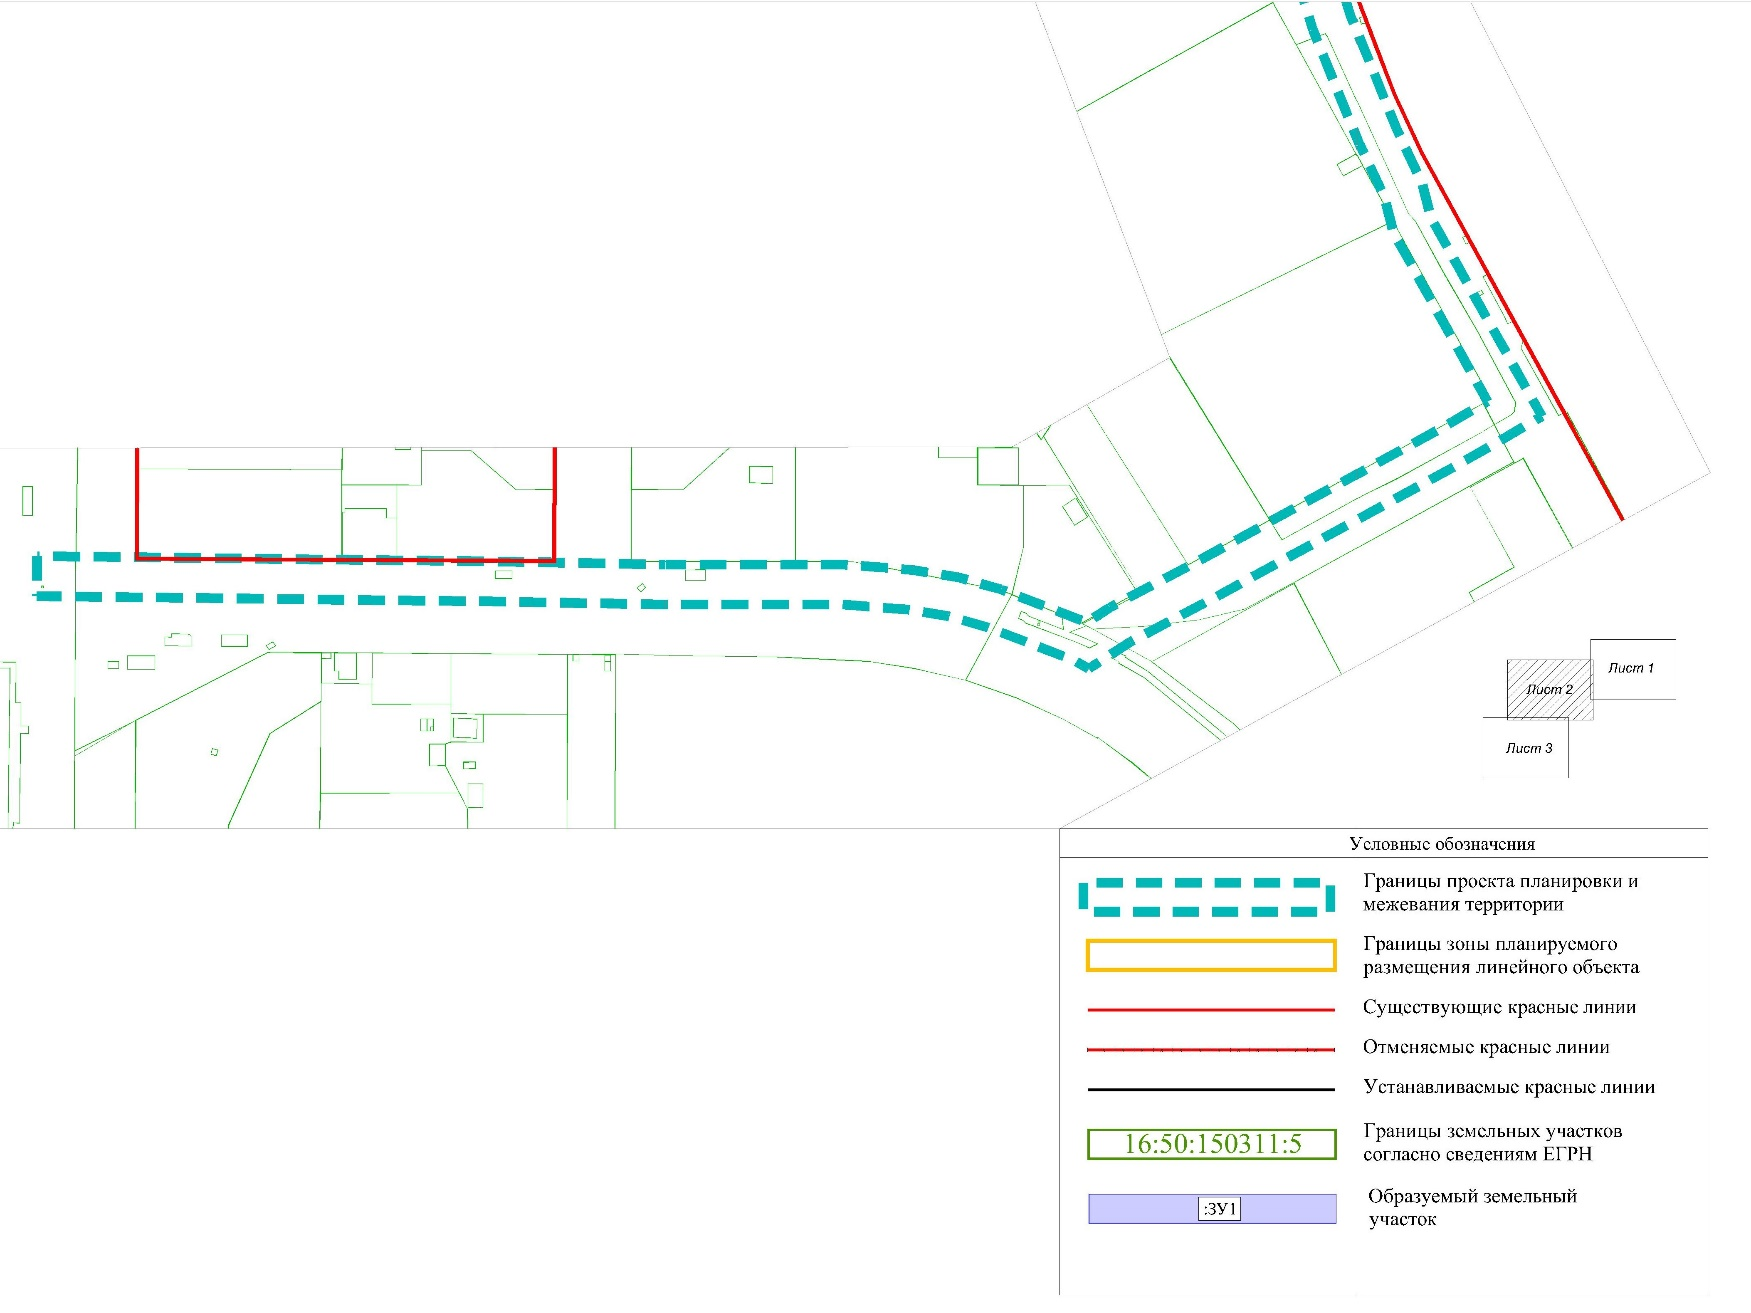 Лист 1
Лист 2
Лист 3
Условные обозначения
Границы проекта планировки и
межевания территории
Границы зоны планируемого
размещения линейного объекта
Существующие красные линии
Отменяемые красные линии
Устанавливаемые красные линии
16:50:150311:5
Границы земельных участков
согласно сведениям ЕГРН
:ЗУ1
Образуемый земельный
участок